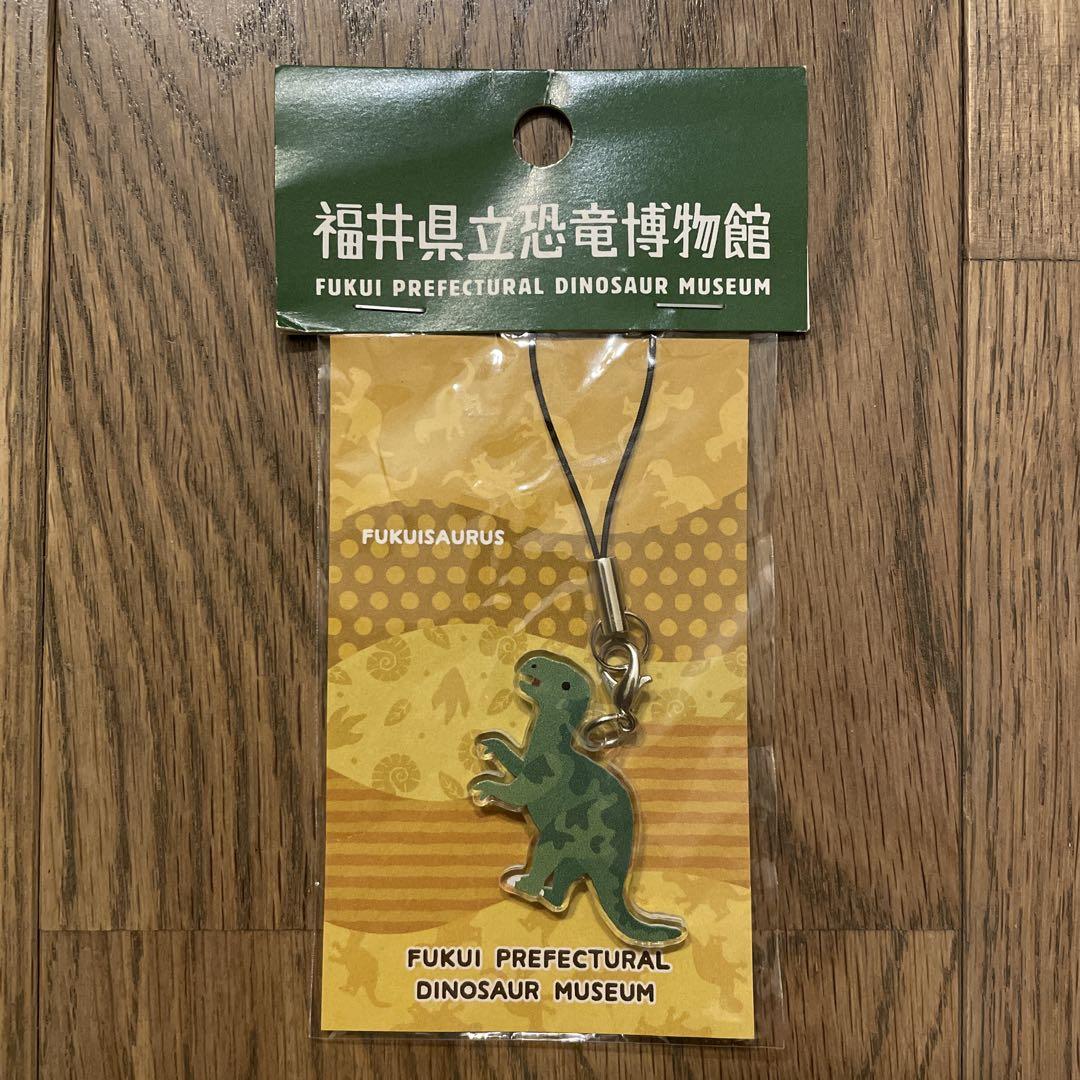 福井県立恐竜博物館
FUKUI PREFECTURAL DINOSAUR MUSEUM
FUKUISAURUS
FUKUI PREFECTURAL
DINOSAUR MUSEUM